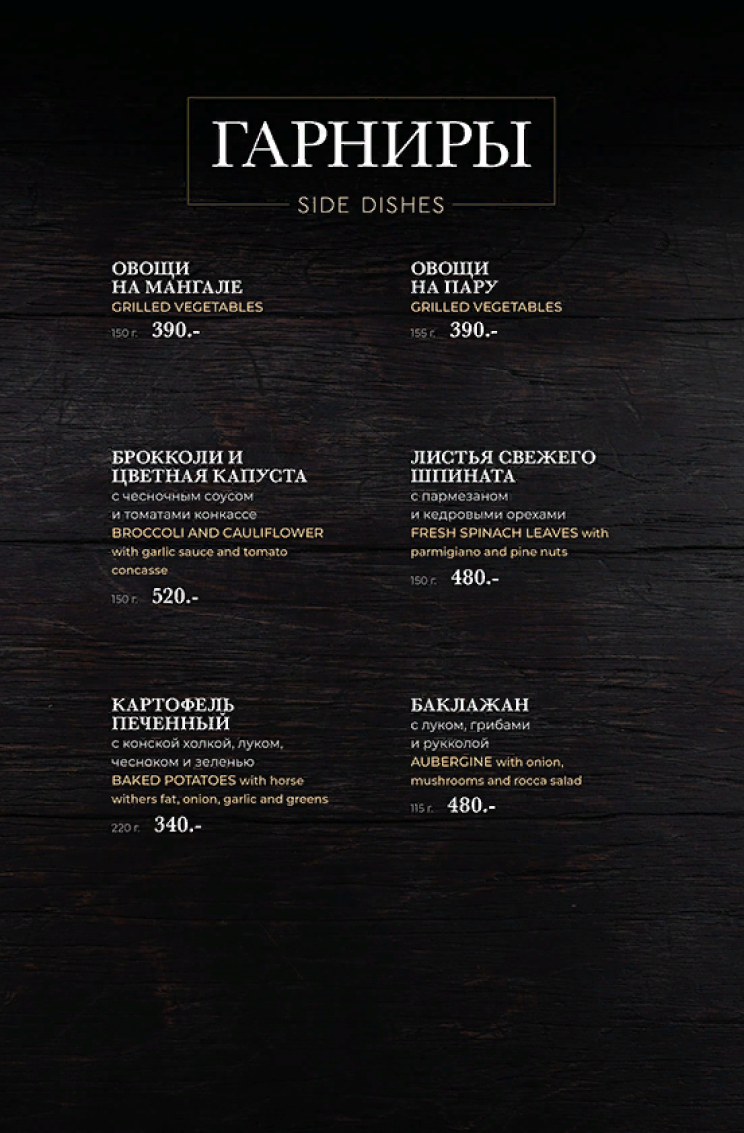 ГАРНИРЫ
SIDE DISHES
ОВОЩИ
НА МАНГАЛЕ
GRILLED VEGETABLES
150 г. 390.-
ОВОЩИ
НА ПАРУ
GRILLED VEGETABLES
155 г. 390.-
БРОККОЛИ И
ЦВЕТНАЯ КАПУСТА
с чесночным соусом
и томатами конкассе
BROCCOLI AND CAULIFLOWER
with garlic sauce and tomato
concasse
150 г. 520.-
ЛИСТЬЯ СВЕЖЕГО
ШПИНАТА
с пармезаном
и кедровыми орехами
FRESH SPINACH LEAVES with
parmigiano and pine nuts
150 г. 480.-
КАРТОФЕЛЬ
ПЕЧЕННЫЙ
с конской холкой, луком,
чесноком и зеленью
BAKED POTATOES with horse
withers fat, onion, garlic and greens
220 г. 340.-
БАКЛАЖАН
с луком, грибами
и рукколой
AUBERGINE with onion,
mushrooms and rocca salad
115 г. 480.-